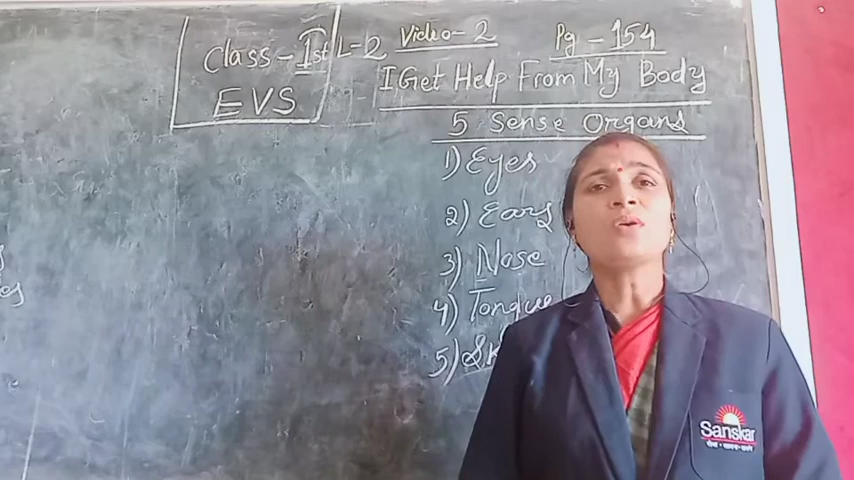 Class - Ist
EVS
L-2 Video - 2 Pg - 154
I Get Help From My Body
5 Sense Organs
1) Eyes
2) Ears
3) Nose
4) Tongue
5)
Sanskar